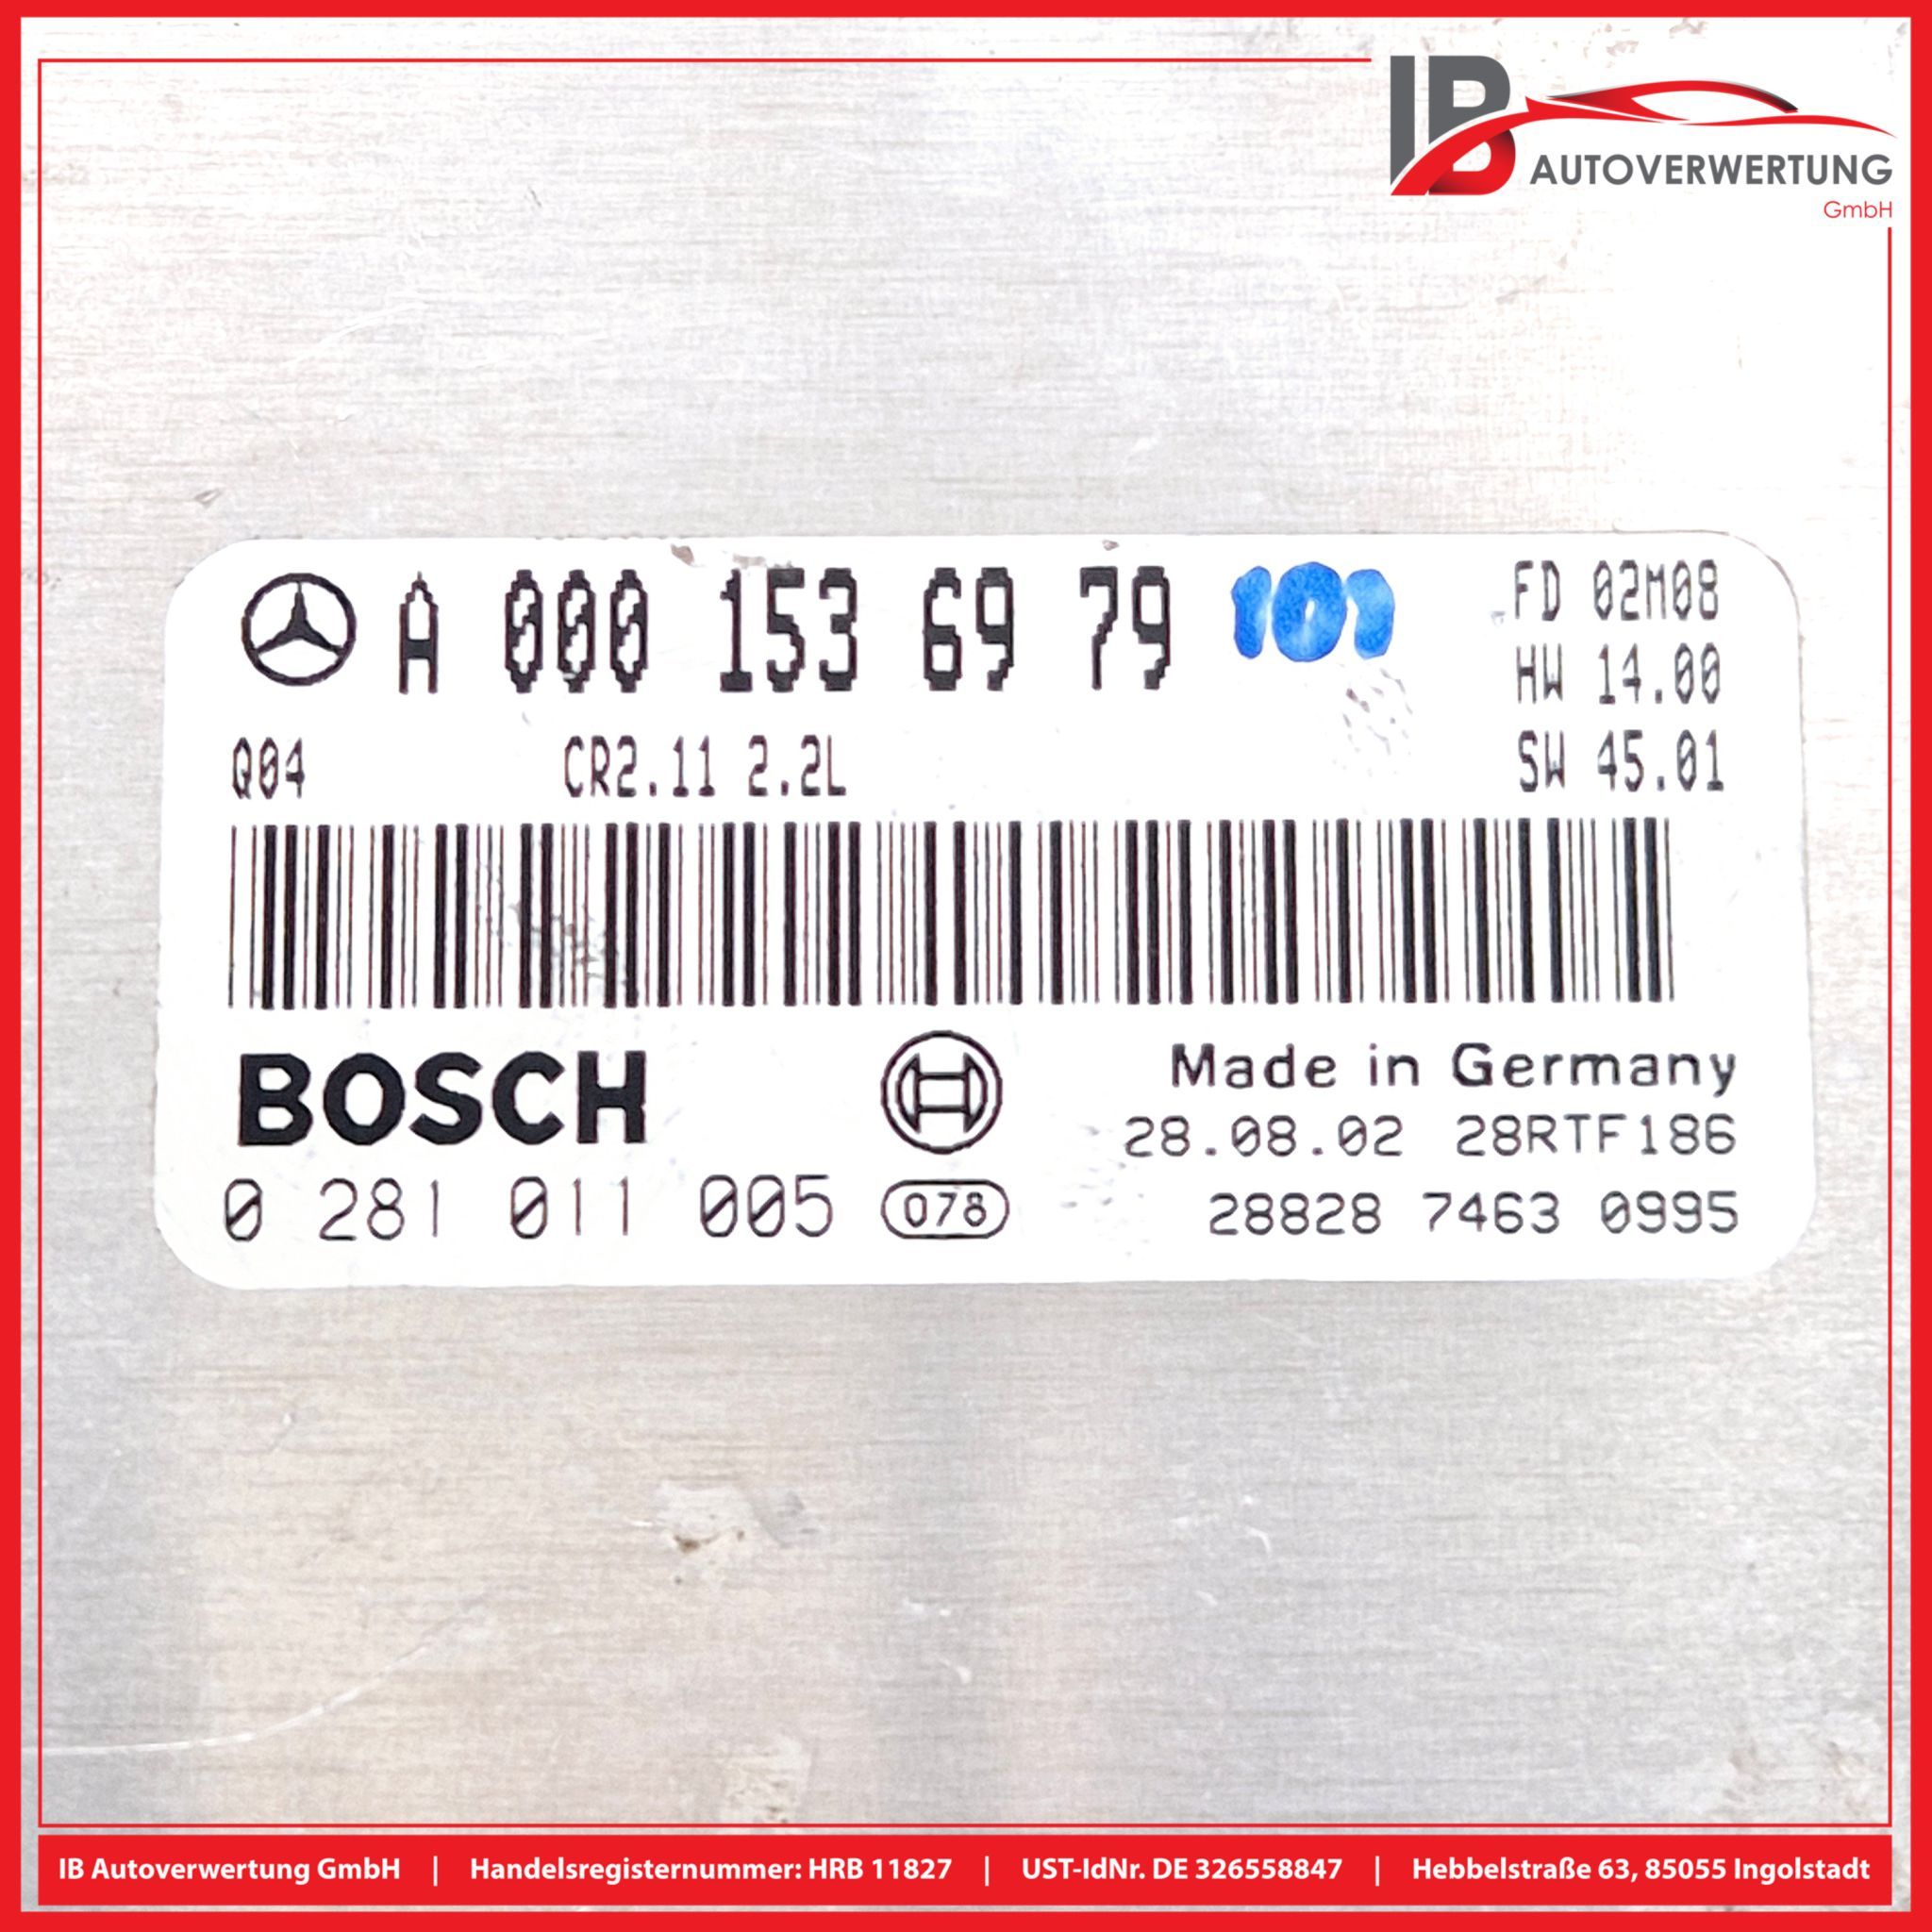 IB AUTOVERWERTUNG
GmbH
A 000 153 69 79 101
FD 02M08
HW 14.00
Q04 CR2.11 2.2L SW 45.01
BOSCH
Made in Germany
28.08.02 28RTF186
0 281 011 005 078 28828 7463 0995
IB Autoverwertung GmbH | Handelsregisternummer: HRB 11827 | UST-IdNr. DE 326558847 | Hebbelstraße 63, 85055 Ingolstadt